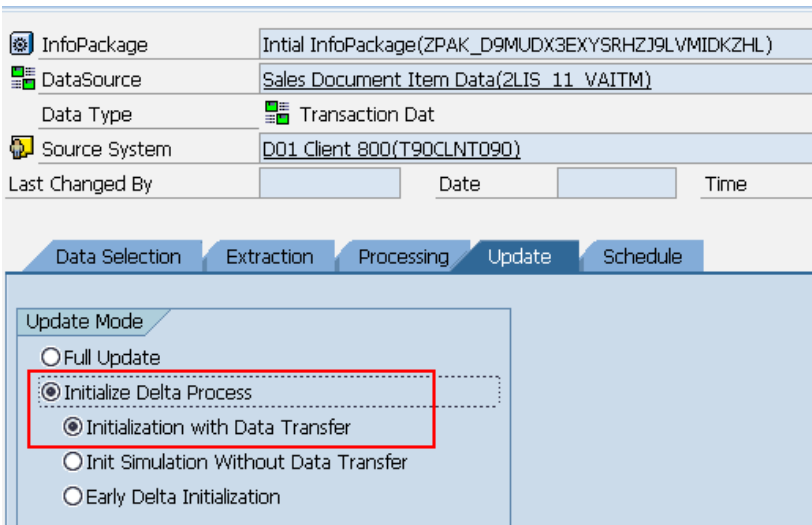 InfoPackage Intial InfoPackage(ZPAK_D9MUDX3EXYSRHZJ9LVMIDKZHL)
DataSource Sales Document Item Data(2LIS_11_VAITM)
Data Type Transaction Dat
Source System D01 Client 800(T90CLNT090)
Last Changed By Date Time
Data Selection Extraction Processing Update Schedule
Update Mode
Full Update
Initialize Delta Process
Initialization with Data Transfer
Init Simulation Without Data Transfer
Early Delta Initialization